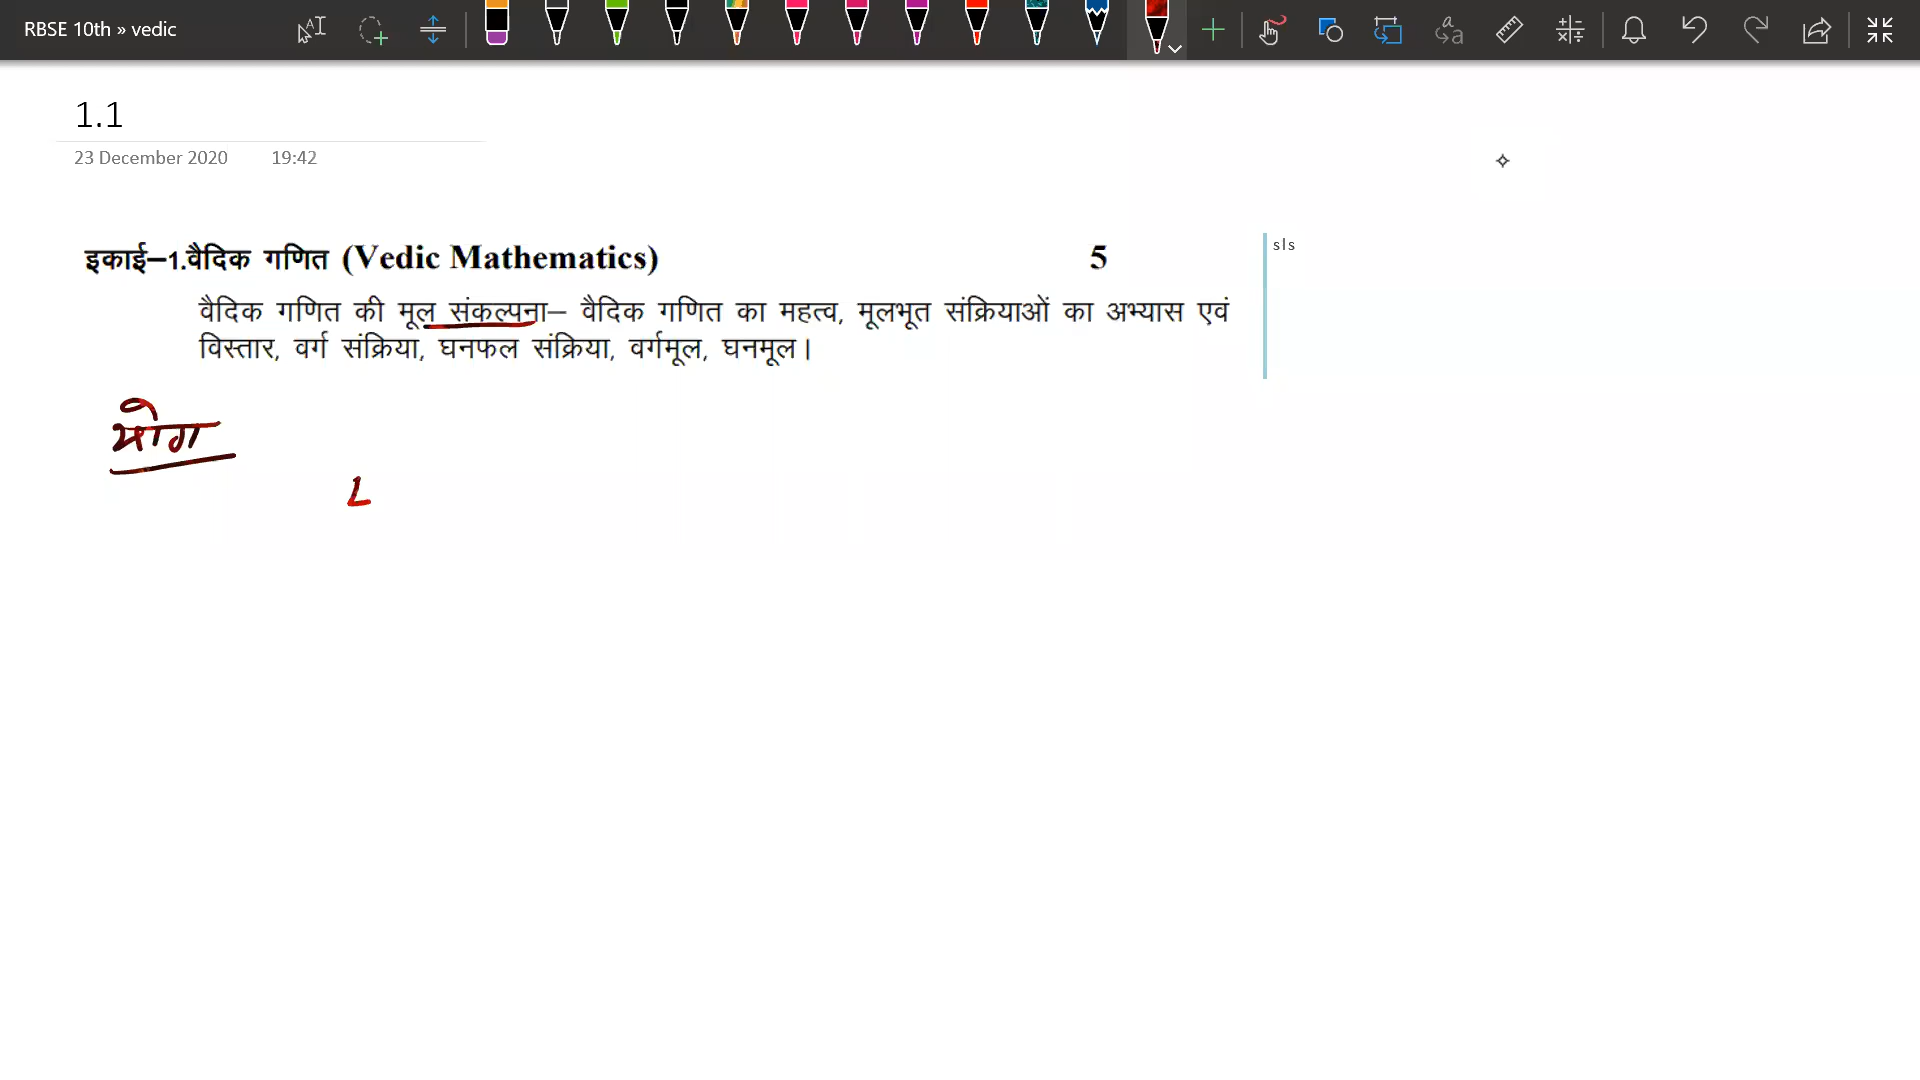 RBSE 10th » vedic
1.1
23 December 2020 19:42
इकाई–1.वैदिक गणित (Vedic Mathematics) 5
sls
वैदिक गणित की मूल संकल्पना– वैदिक गणित का महत्व, मूलभूत संक्रियाओं का अभ्यास एवं
विस्तार, वर्ग संक्रिया, घनफल संक्रिया, वर्गमूल, घनमूल।
योग